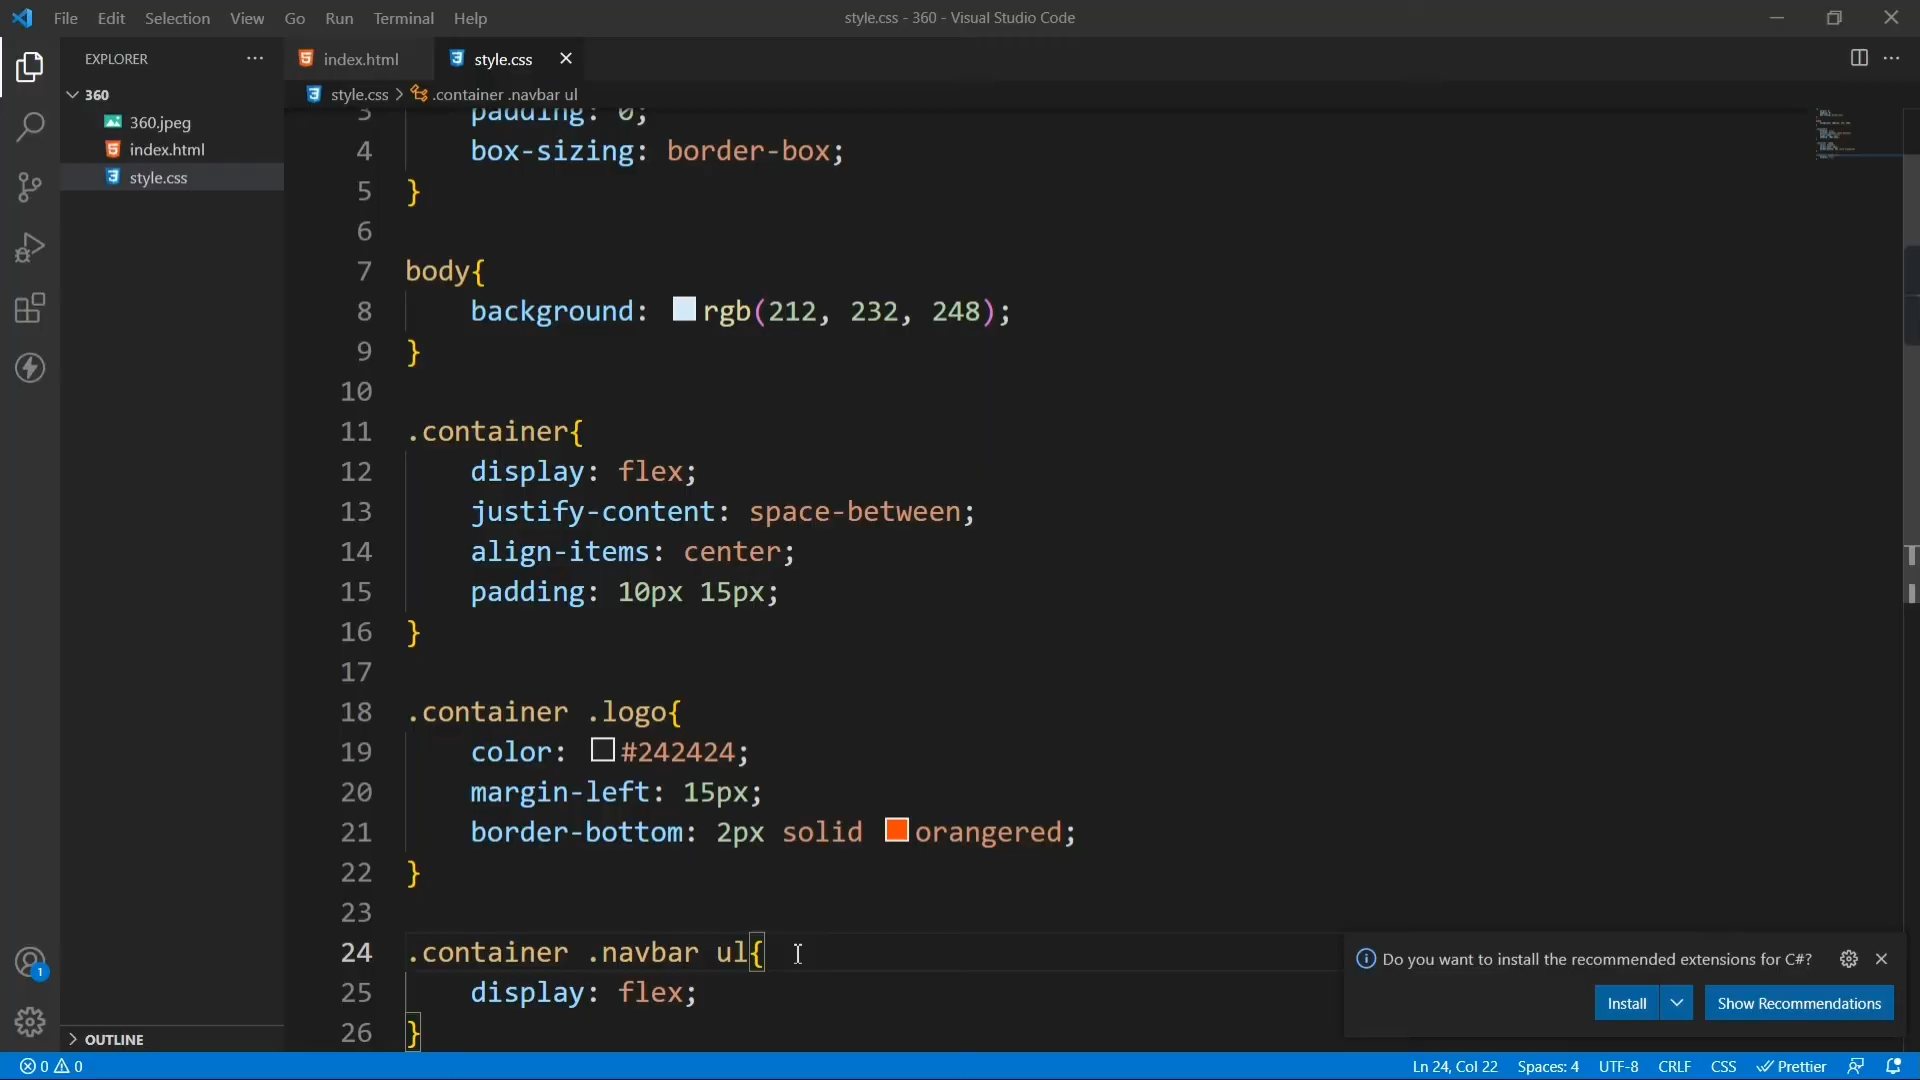 File Edit Selection View Go Run Terminal Help
style.css - 360 - Visual Studio Code
EXPLORER
index.html
style.css
style.css > .container .navbar ul
360
360.jpeg
index.html
style.css
3 padding: 0;
4 box-sizing: border-box;
5 }
6
7 body{
8 background: rgb(212, 232, 248);
9 }
10
11 .container{
12 display: flex;
13 justify-content: space-between;
14 align-items: center;
15 padding: 10px 15px;
16 }
17
18 .container .logo{
19 color: #242424;
20 margin-left: 15px;
21 border-bottom: 2px solid orangered;
22 }
23
24 .container .navbar ul{
25 display: flex;
26 }
Do you want to install the recommended extensions for C#?
Install
Show Recommendations
1
OUTLINE
0 0
Ln 24, Col 22 Spaces: 4 UTF-8 CRLF CSS Prettier